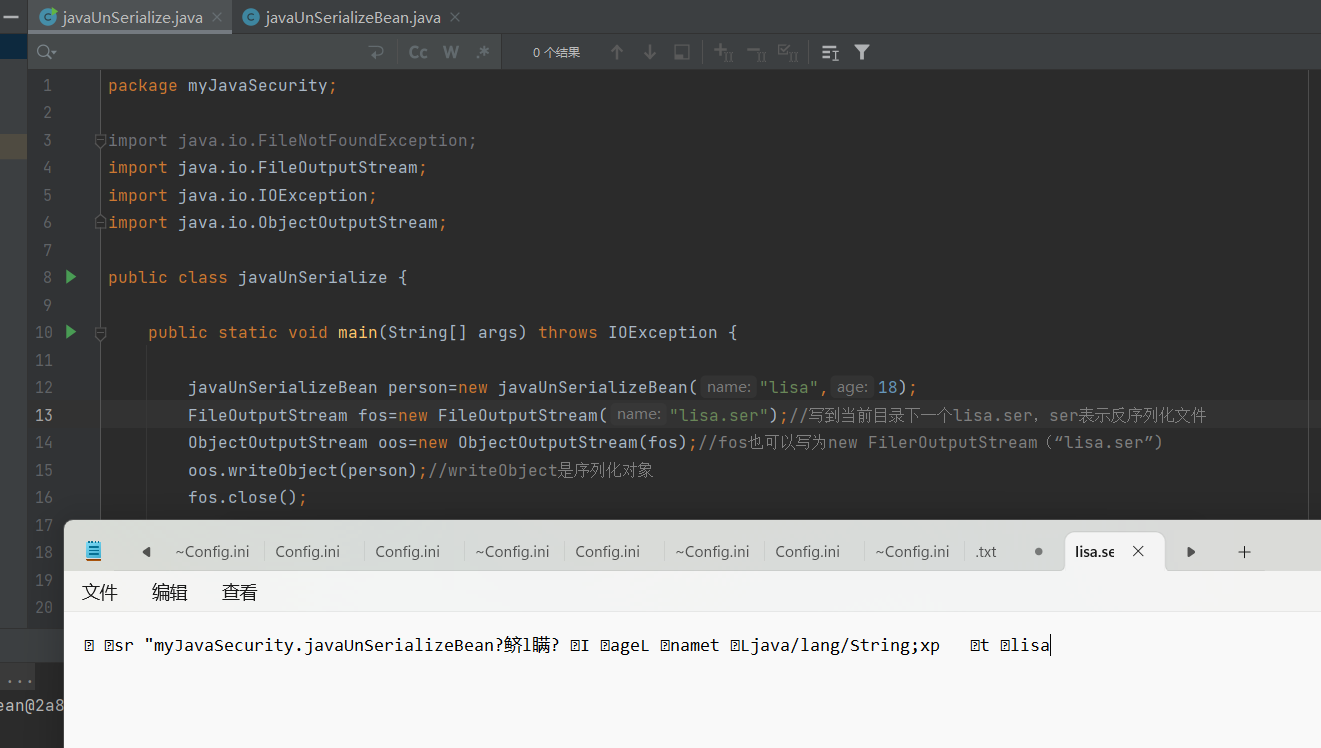 javaUnSerialize.java javaUnSerializeBean.java
Cc W .* 0 个结果
1 package myJavaSecurity;
2
3 import java.io.FileNotFoundException;
4 import java.io.FileOutputStream;
5 import java.io.IOException;
6 import java.io.ObjectOutputStream;
7
8 public class javaUnSerialize {
9
10 public static void main(String[] args) throws IOException {
11
12 javaUnSerializeBean person=new javaUnSerializeBean( name: "lisa", age: 18);
13 FileOutputStream fos=new FileOutputStream( name: "lisa.ser");//写到当前目录下一个lisa.ser，ser表示反序列化文件
14 ObjectOutputStream oos=new ObjectOutputStream(fos);//fos也可以写为new FilerOutputStream（“lisa.ser”)
15 oos.writeObject(person);//writeObject是序列化对象
16 fos.close();
17
18
19
20
~Config.ini Config.ini Config.ini ~Config.ini Config.ini ~Config.ini Config.ini ~Config.ini .txt lisa.se
文件 编辑 查看
sr "myJavaSecurity.javaUnSerializeBean?鲚l瞒? I ageL namet Ljava/lang/String;xp t lisa
...
ean@2a8